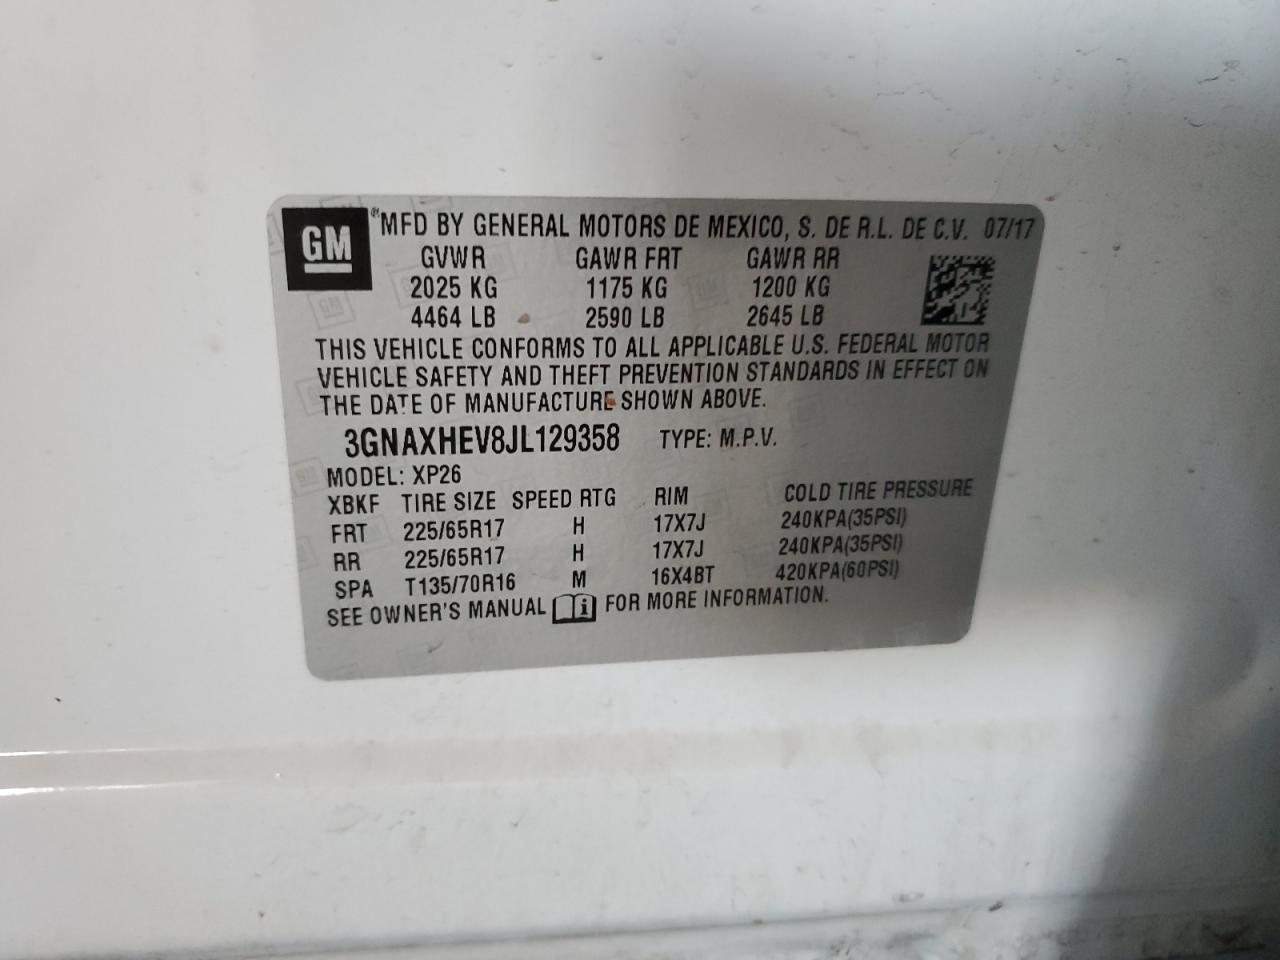 GM
MFD BY GENERAL MOTORS DE MEXICO, S. DE R.L. DE C.V. 07/17
GVWR GAWR FRT GAWR RR
2025 KG 1175 KG 1200 KG
4464 LB 2590 LB 2645 LB
THIS VEHICLE CONFORMS TO ALL APPLICABLE U.S. FEDERAL MOTOR
VEHICLE SAFETY AND THEFT PREVENTION STANDARDS IN EFFECT ON
THE DATE OF MANUFACTURE SHOWN ABOVE.
3GNAXHEV8JL129358 TYPE: M.P.V.
MODEL: XP26
XBKF TIRE SIZE SPEED RTG RIM COLD TIRE PRESSURE
FRT 225/65R17 H 17X7J 240KPA(35PSI)
RR 225/65R17 H 17X7J 240KPA(35PSI)
SPA T135/70R16 M 16X4BT 420KPA(60PSI)
SEE OWNER'S MANUAL i FOR MORE INFORMATION.